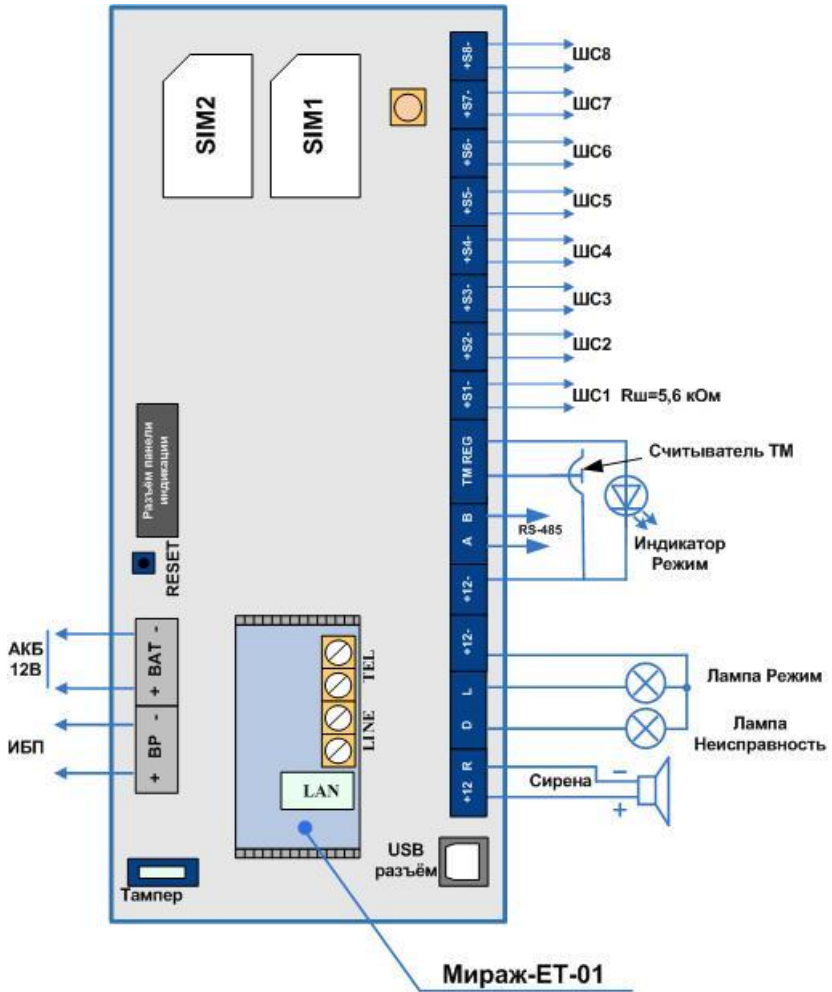 SIM2
SIM1
+S8-
+S7-
+S6-
+S5-
+S4-
+S3-
+S2-
+S1-
TM REG
A B
+12-
+12-
D L
+12 R
ШС8
ШС7
ШС6
ШС5
ШС4
ШС3
ШС2
ШС1 Rш=5,6 кОм
Считыватель ТМ
RS-485
Индикатор
Режим
Лампа Режим
Лампа
Неисправность
Сирена
−
+
Разъём панели
индикации
RESET
АКБ
12В
+ BAT -
ИБП
+ BP -
TEL
LINE
LAN
USB
разъём
Тампер
Мираж-ET-01